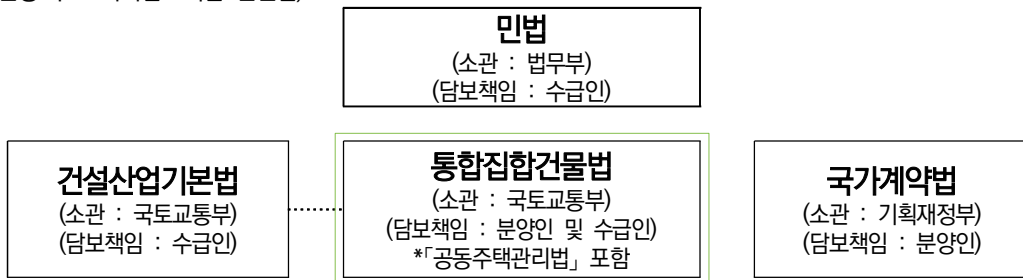 민법
(소관 : 법무부)
(담보책임 : 수급인)
건설산업기본법
(소관 : 국토교통부)
(담보책임 : 수급인)
통합집합건물법
(소관 : 국토교통부)
(담보책임 : 분양인 및 수급인)
*｢공동주택관리법｣ 포함
국가계약법
(소관 : 기획재정부)
(담보책임 : 분양인)